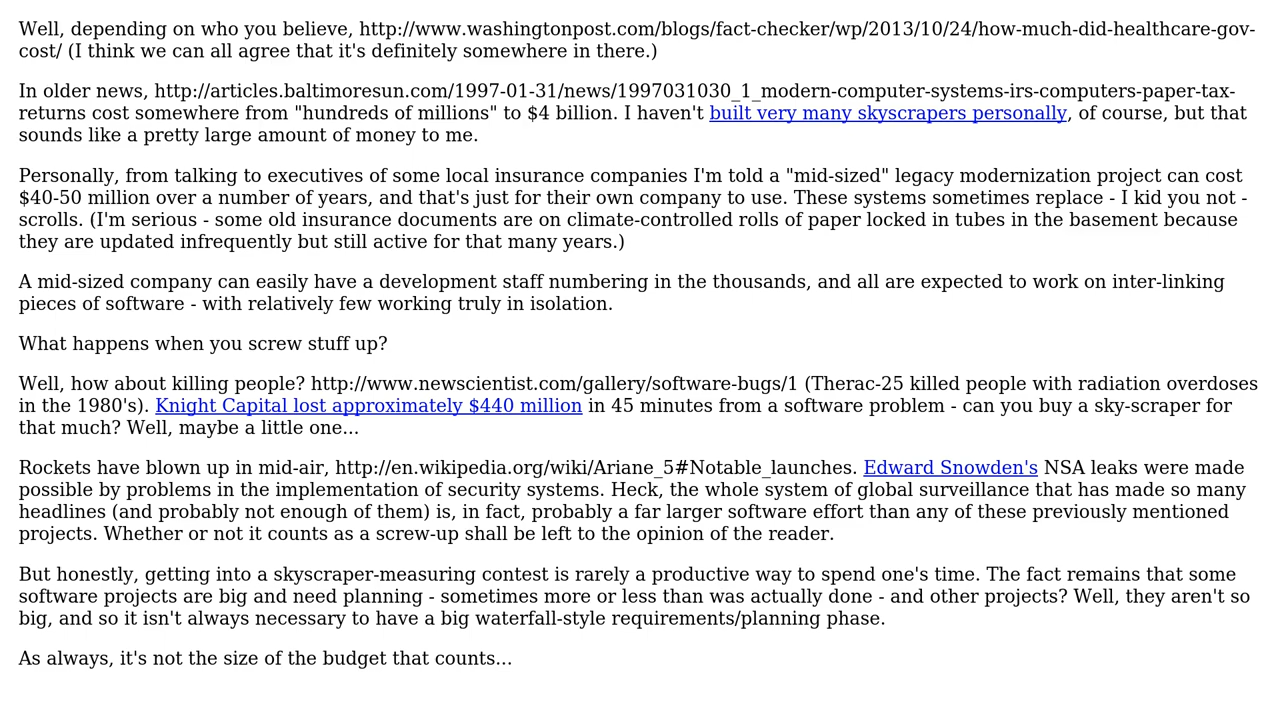 Well, depending on who you believe, http://www.washingtonpost.com/blogs/fact-checker/wp/2013/10/24/how-much-did-healthcare-gov-
cost/ (I think we can all agree that it's definitely somewhere in there.)
In older news, http://articles.baltimoresun.com/1997-01-31/news/1997031030_1_modern-computer-systems-irs-computers-paper-tax-
returns cost somewhere from "hundreds of millions" to $4 billion. I haven't built very many skyscrapers personally, of course, but that
sounds like a pretty large amount of money to me.
Personally, from talking to executives of some local insurance companies I'm told a "mid-sized" legacy modernization project can cost
$40-50 million over a number of years, and that's just for their own company to use. These systems sometimes replace - I kid you not -
scrolls. (I'm serious - some old insurance documents are on climate-controlled rolls of paper locked in tubes in the basement because
they are updated infrequently but still active for that many years.)
A mid-sized company can easily have a development staff numbering in the thousands, and all are expected to work on inter-linking
pieces of software - with relatively few working truly in isolation.
What happens when you screw stuff up?
Well, how about killing people? http://www.newscientist.com/gallery/software-bugs/1 (Therac-25 killed people with radiation overdoses
in the 1980's). Knight Capital lost approximately $440 million in 45 minutes from a software problem - can you buy a sky-scraper for
that much? Well, maybe a little one...
Rockets have blown up in mid-air, http://en.wikipedia.org/wiki/Ariane_5#Notable_launches. Edward Snowden's NSA leaks were made
possible by problems in the implementation of security systems. Heck, the whole system of global surveillance that has made so many
headlines (and probably not enough of them) is, in fact, probably a far larger software effort than any of these previously mentioned
projects. Whether or not it counts as a screw-up shall be left to the opinion of the reader.
But honestly, getting into a skyscraper-measuring contest is rarely a productive way to spend one's time. The fact remains that some
software projects are big and need planning - sometimes more or less than was actually done - and other projects? Well, they aren't so
big, and so it isn't always necessary to have a big waterfall-style requirements/planning phase.
As always, it's not the size of the budget that counts...